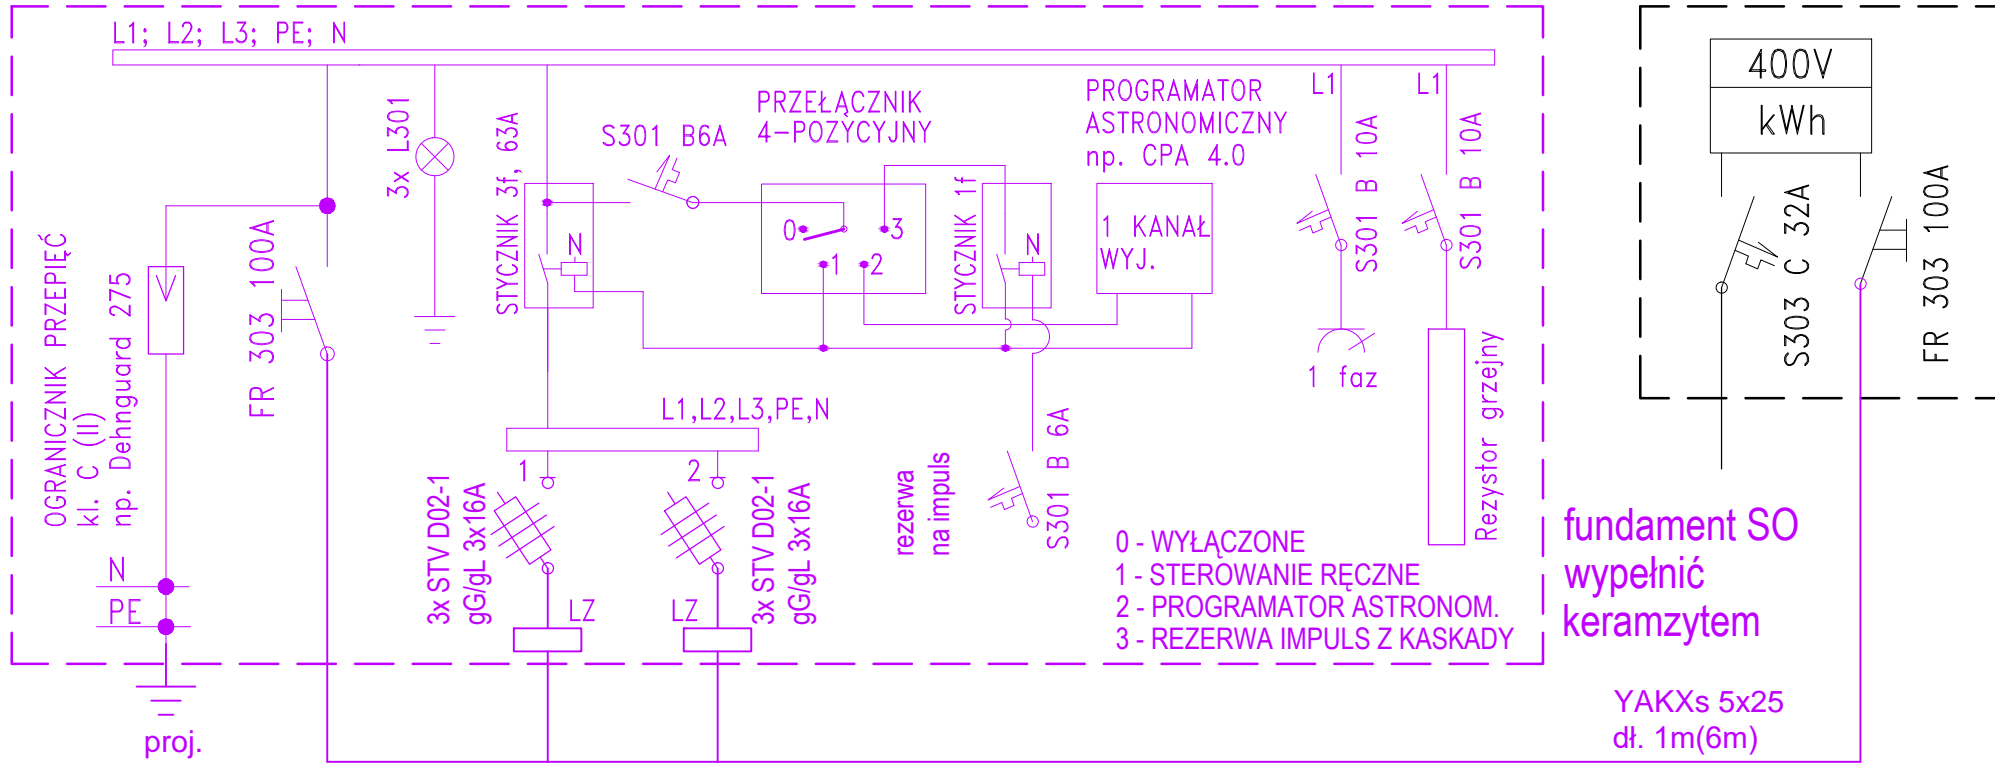 L1; L2; L3; PE; N
OGRANICZNIK PRZEPIĘĆ
kl. C (II)
np. Dehnguard 275
FR 303 100A
3x L301
STYCZNIK 3f, 63A
N
S301 B6A
PRZEŁĄCZNIK
4-POZYCYJNY
0
1
2
3
STYCZNIK 1f
N
PROGRAMATOR
ASTRONOMICZNY
np. CPA 4.0
1 KANAŁ
WYJ.
L1
S301 B 10A
1 faz
L1
S301 B 10A
Rezystor grzejny
L1,L2,L3,PE,N
1
3x STV D02-1
gG/gL 3x16A
LZ
2
3x STV D02-1
gG/gL 3x16A
LZ
rezerwa
na impuls
S301 B 6A
0 - WYŁĄCZONE
1 - STEROWANIE RĘCZNE
2 - PROGRAMATOR ASTRONOM.
3 - REZERWA IMPULS Z KASKADY
N
PE
proj.
400V
kWh
S303 C 32A
FR 303 100A
fundament SO
wypełnić
keramzytem
YAKXs 5x25
dł. 1m(6m)